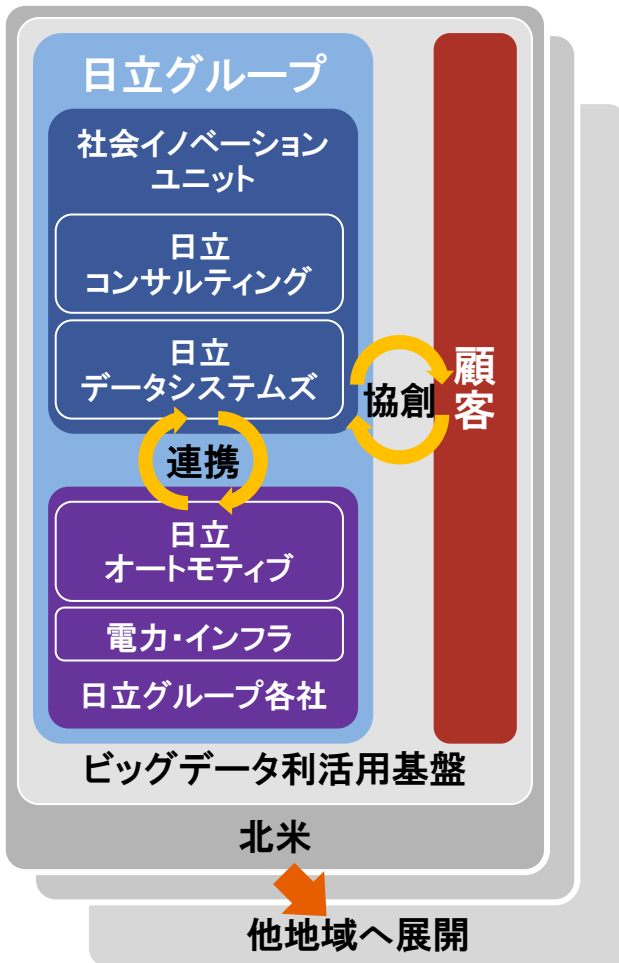 日立グループ
社会イノベーション
ユニット
日立
コンサルティング
日立
データシステムズ
協創
顧客
連携
日立
オートモティブ
電力・インフラ
日立グループ各社
ビッグデータ利活用基盤
北米
他地域へ展開